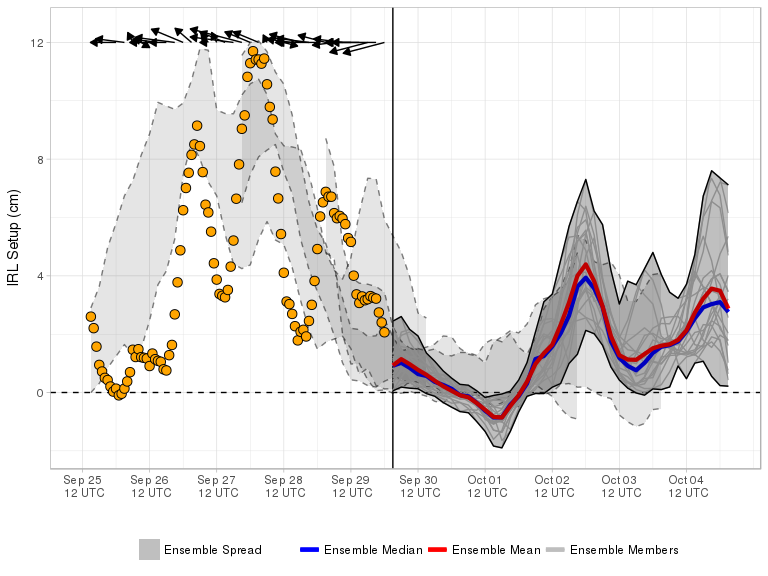 12
8
4
0
IRL Setup (cm)
Sep 25 Sep 26 Sep 27 Sep 28 Sep 29 Sep 30 Oct 01 Oct 02 Oct 03 Oct 04
12 UTC 12 UTC 12 UTC 12 UTC 12 UTC 12 UTC 12 UTC 12 UTC 12 UTC 12 UTC
Ensemble Spread Ensemble Median Ensemble Mean Ensemble Members